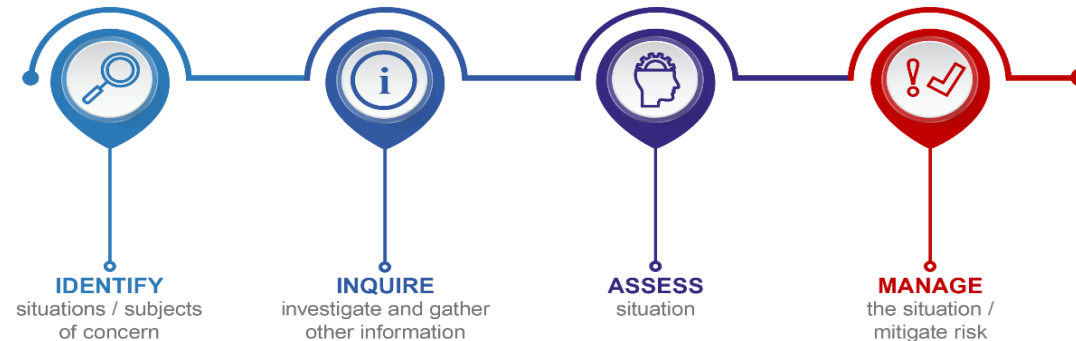 i
IDENTIFY
situations / subjects
of concern
INQUIRE
investigate and gather
other information
ASSESS
situation
MANAGE
the situation /
mitigate risk